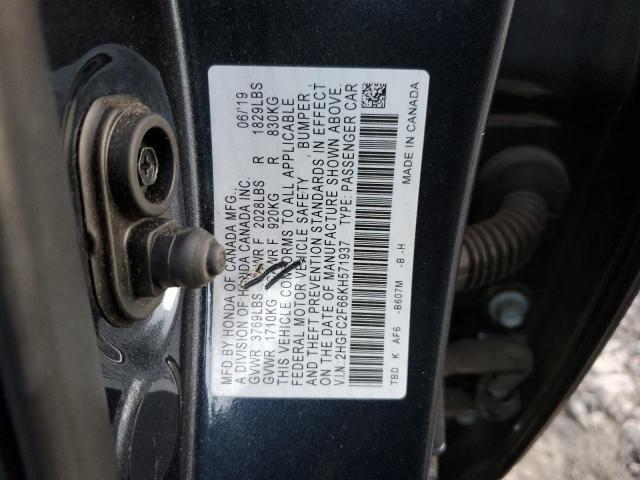 MFD BY HONDA OF CANADA MFG., 06/'19
A DIVISION OF HONDA CANADA INC.
GVWR 3769LBS GAWR F 2028LBS R 1829LBS
GVWR 1710KG GAWR F 920KG R 830KG
THIS VEHICLE CONFORMS TO ALL APPLICABLE
FEDERAL MOTOR VEHICLE SAFETY BUMPER,
AND THEFT PREVENTION STANDARDS IN EFFECT
ON THE DATE OF MANUFACTURE SHOWN ABOVE.
V.I.N: 2HGFC2F66KH571937 TYPE: PASSENGER CAR
TBD K AF6 -B607M -B -H
MADE IN CANADA